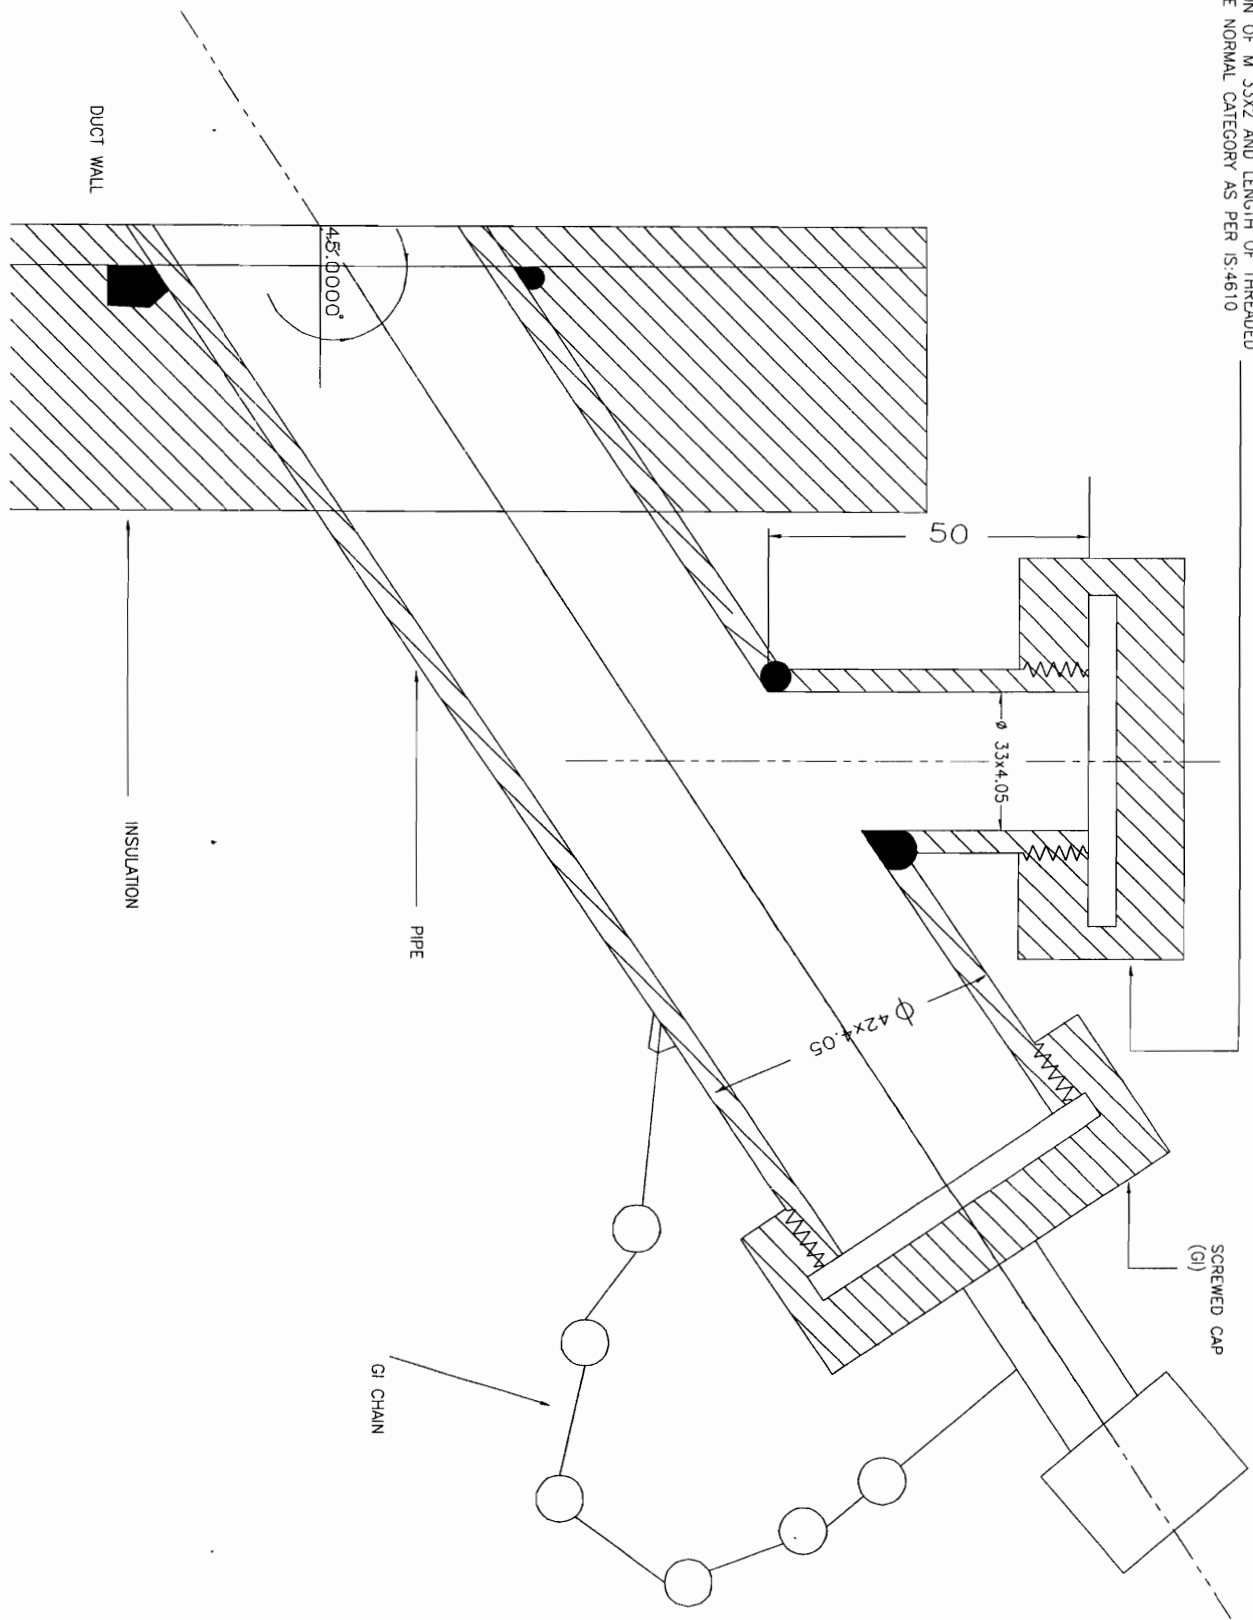 OF M 33X2 AND LENGTH OF THREADED
NORMAL CATEGORY AS PER IS:4610
SCREWED CAP
(GI)
50
ø 33x4.05
ϕ 42x4.05
45.0000°
PIPE
GI CHAIN
DUCT WALL
INSULATION